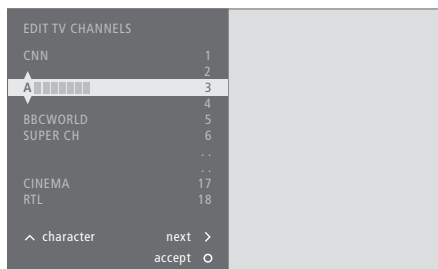 EDIT TV CHANNELS
CNN 1
2
A 3
4
BBCWORLD 5
SUPER CH 6
. .
. .
CINEMA 17
RTL 18
character next >
accept